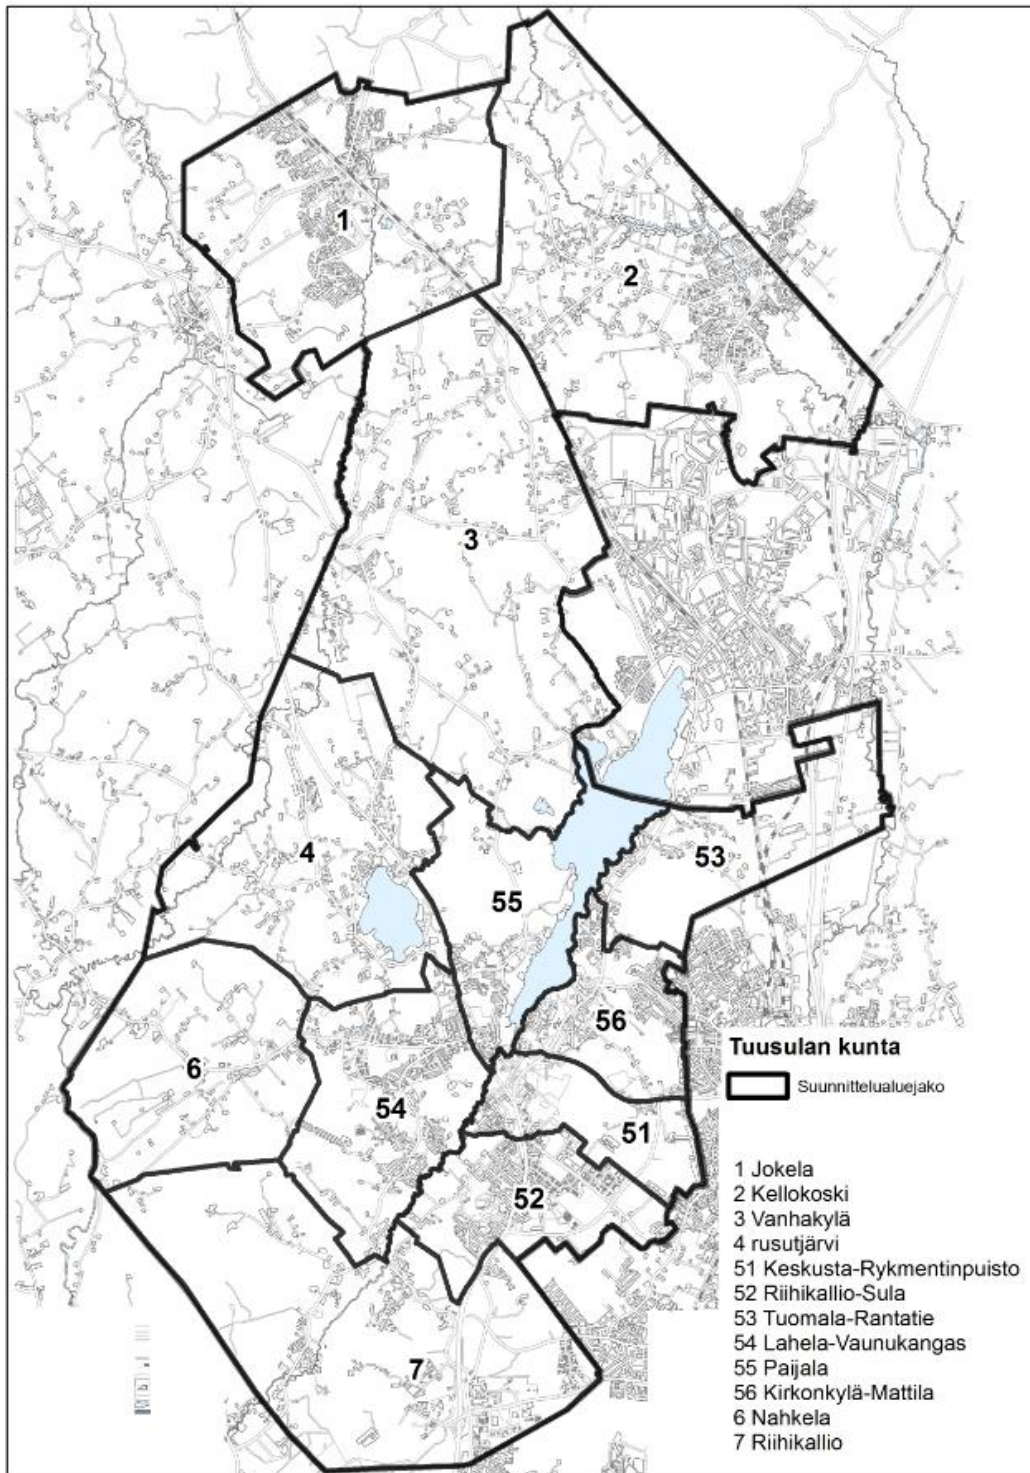 1
2
3
4
53
55
56
6
54
51
52
7
Tuusulan kunta
Suunnittelualuejako
1 Jokela
2 Kellokoski
3 Vanhakylä
4 rusutjärvi
51 Keskusta-Rykmentinpuisto
52 Riihikallio-Sula
53 Tuomala-Rantatie
54 Lahela-Vaunukangas
55 Paijala
56 Kirkonkylä-Mattila
6 Nahkela
7 Riihikallio